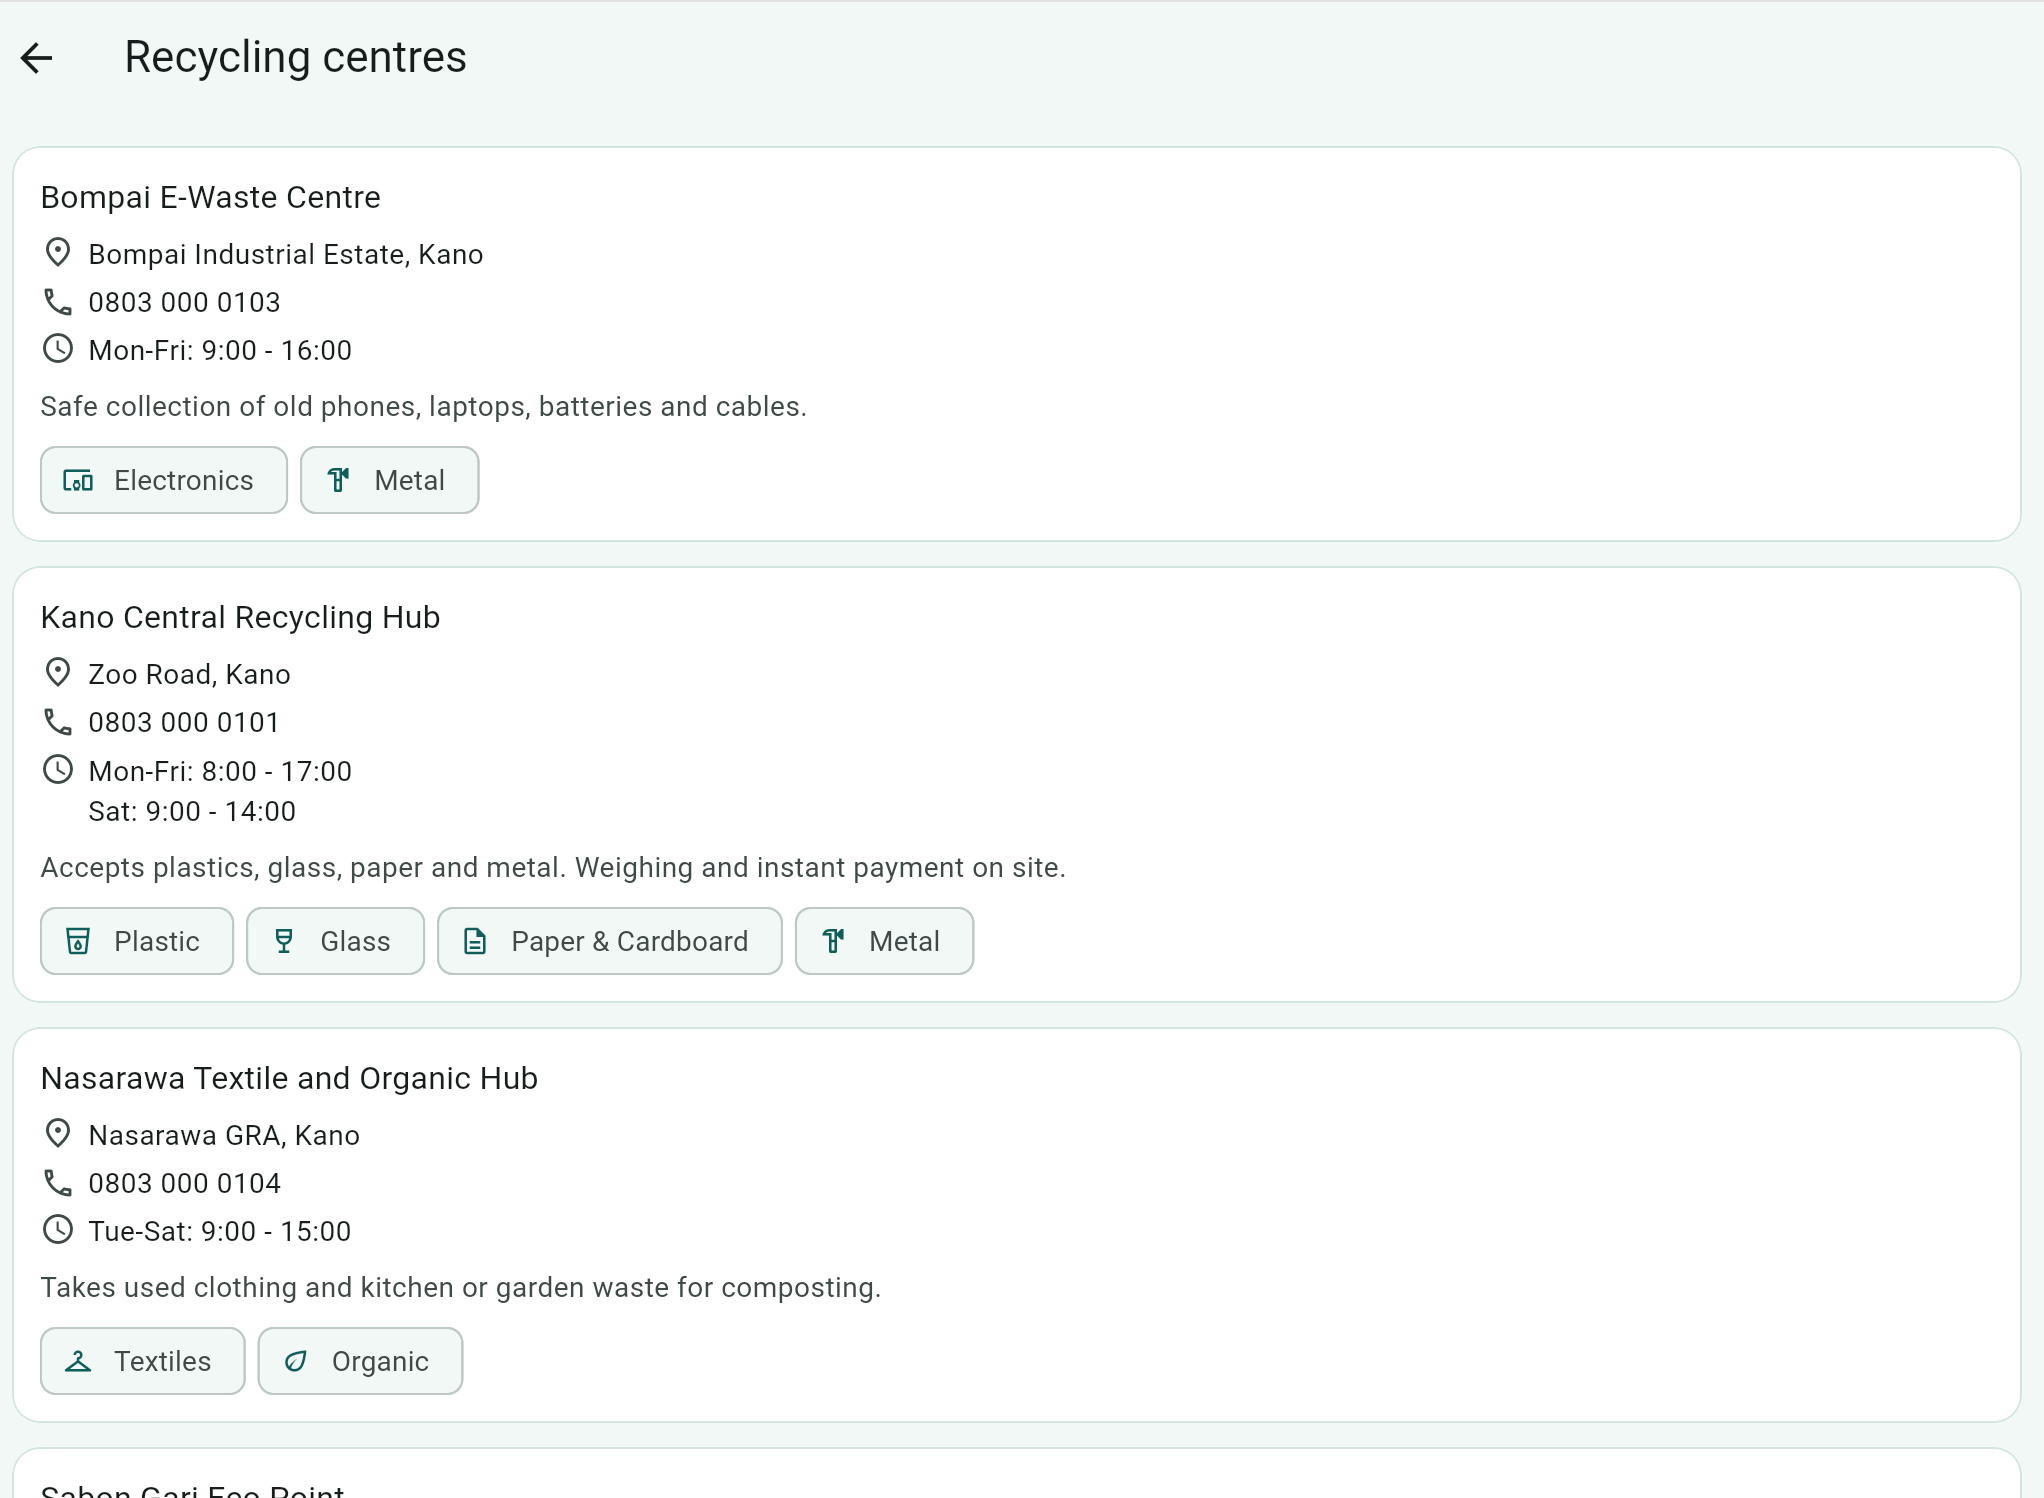 Recycling centres
Bompai E-Waste Centre
Bompai Industrial Estate, Kano
0803 000 0103
Mon-Fri: 9:00 - 16:00
Safe collection of old phones, laptops, batteries and cables.
Electronics Metal
Kano Central Recycling Hub
Zoo Road, Kano
0803 000 0101
Mon-Fri: 8:00 - 17:00
Sat: 9:00 - 14:00
Accepts plastics, glass, paper and metal. Weighing and instant payment on site.
Plastic Glass Paper & Cardboard Metal
Nasarawa Textile and Organic Hub
Nasarawa GRA, Kano
0803 000 0104
Tue-Sat: 9:00 - 15:00
Takes used clothing and kitchen or garden waste for composting.
Textiles Organic
Sabon Gari Eco Point